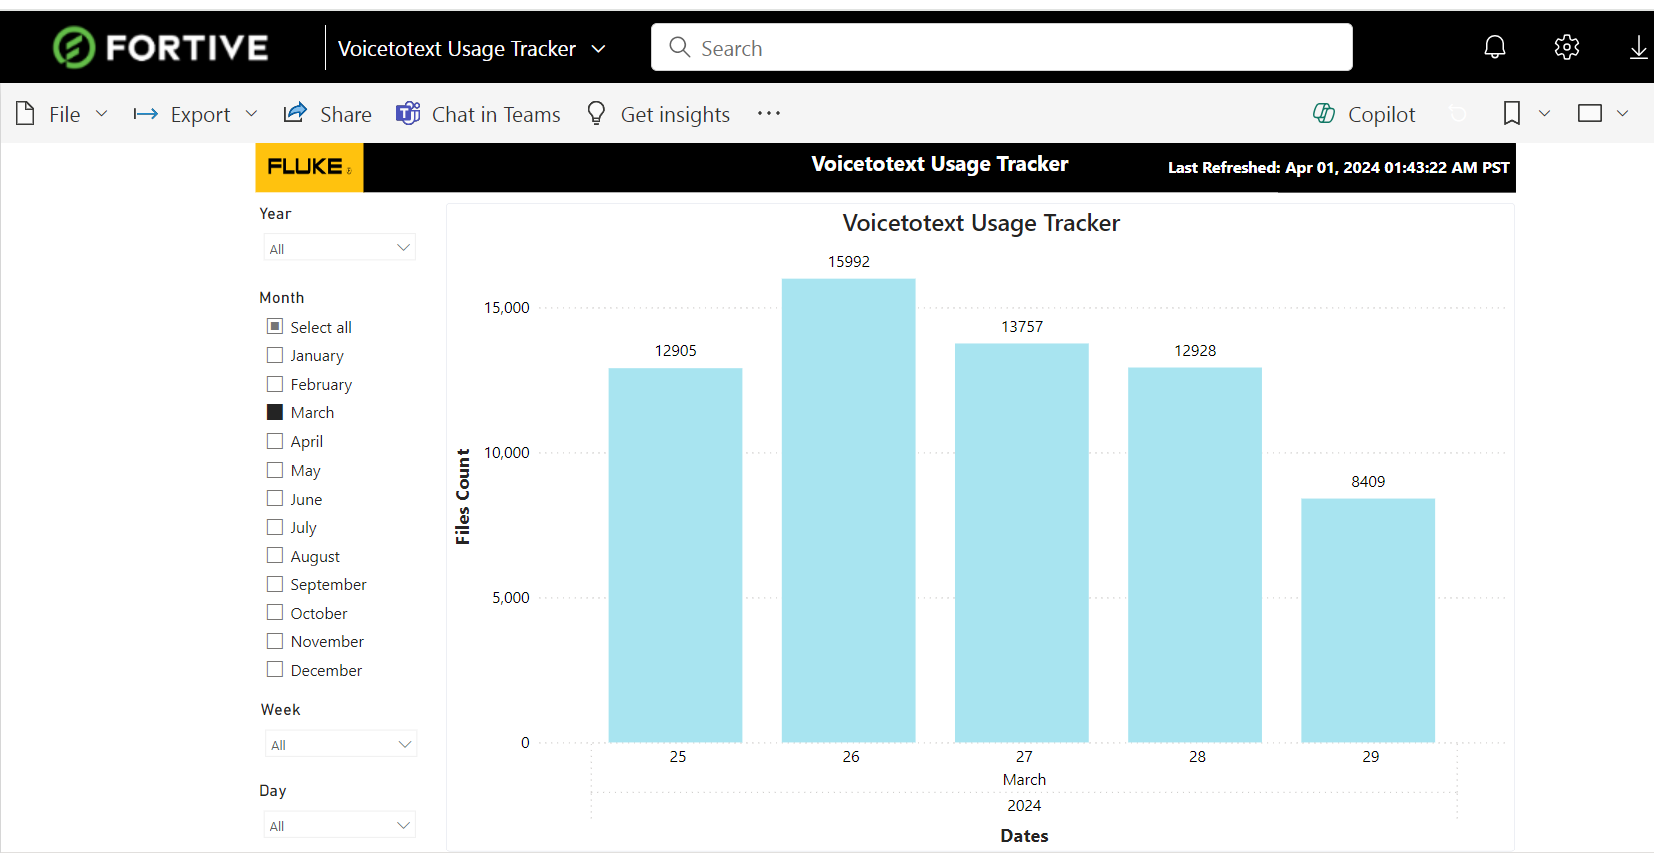 FORTIVE
Voicetotext Usage Tracker
Search
File
Export
Share
Chat in Teams
Get insights
Copilot
FLUKE®
Voicetotext Usage Tracker
Last Refreshed: Apr 01, 2024 01:43:22 AM PST
Year
All
Month
Select all
January
February
March
April
May
June
July
August
September
October
November
December
Week
All
Day
All
Voicetotext Usage Tracker
Files Count
15,000
10,000
5,000
0
12905
15992
13757
12928
8409
25 26 27 28 29
March
2024
Dates